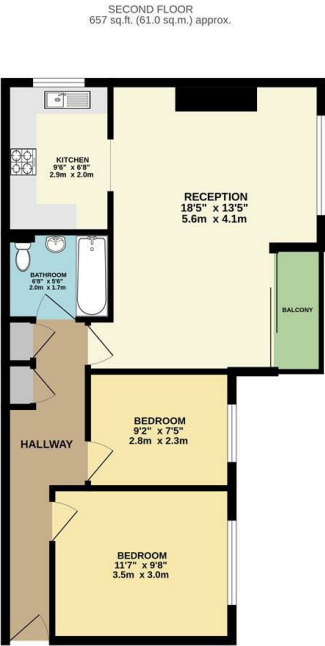 SECOND FLOOR
657 sq.ft. (61.0 sq.m.) approx.
KITCHEN
9'6" x 6'8"
2.9m x 2.0m
RECEPTION
18'5" x 13'5"
5.6m x 4.1m
BATHROOM
6'8" x 5'6"
2.0m x 1.7m
BALCONY
BEDROOM
9'2" x 7'5"
2.8m x 2.3m
HALLWAY
BEDROOM
11'7" x 9'8"
3.5m x 3.0m